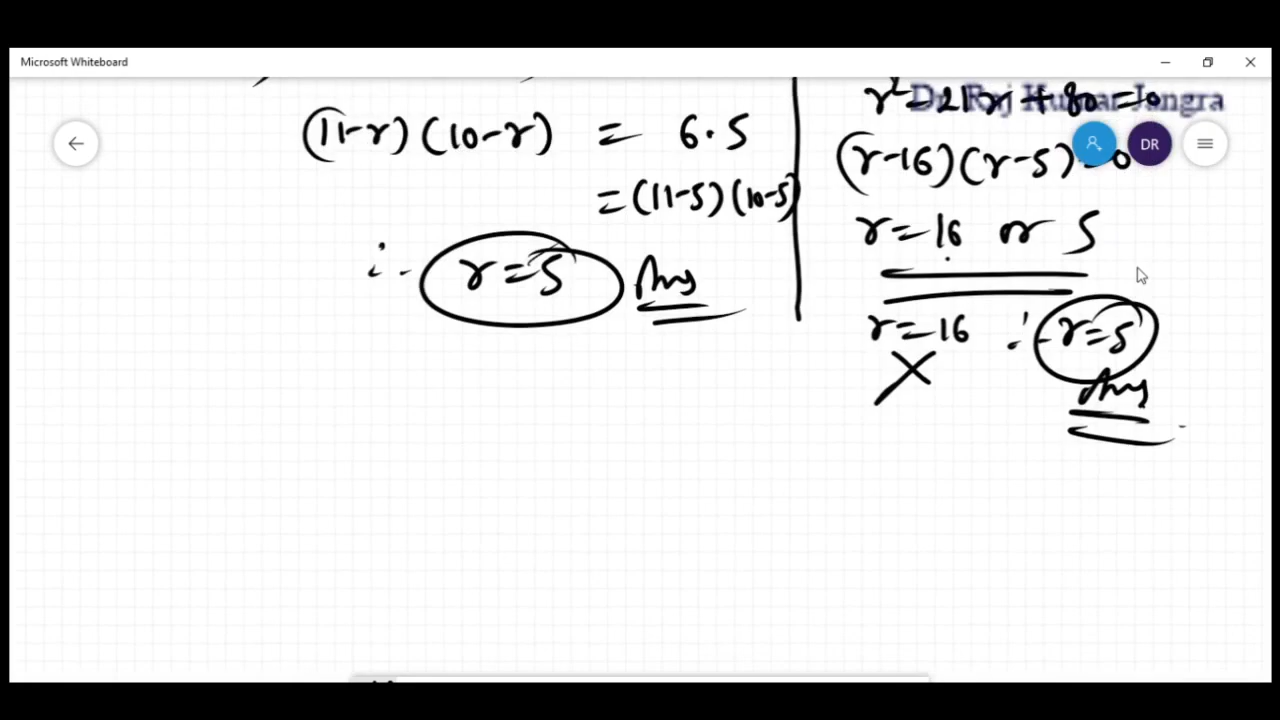 Microsoft Whiteboard
Dr. Raj Kumar Jangra
DR
(11-r) (10-r) = 6.5
= (11-5) (10-5)
∴ r=5 Ans
r²-21r+80=0
(r-16)(r-5)=0
r=16 or 5
r=16 ∴ r=5
Ans